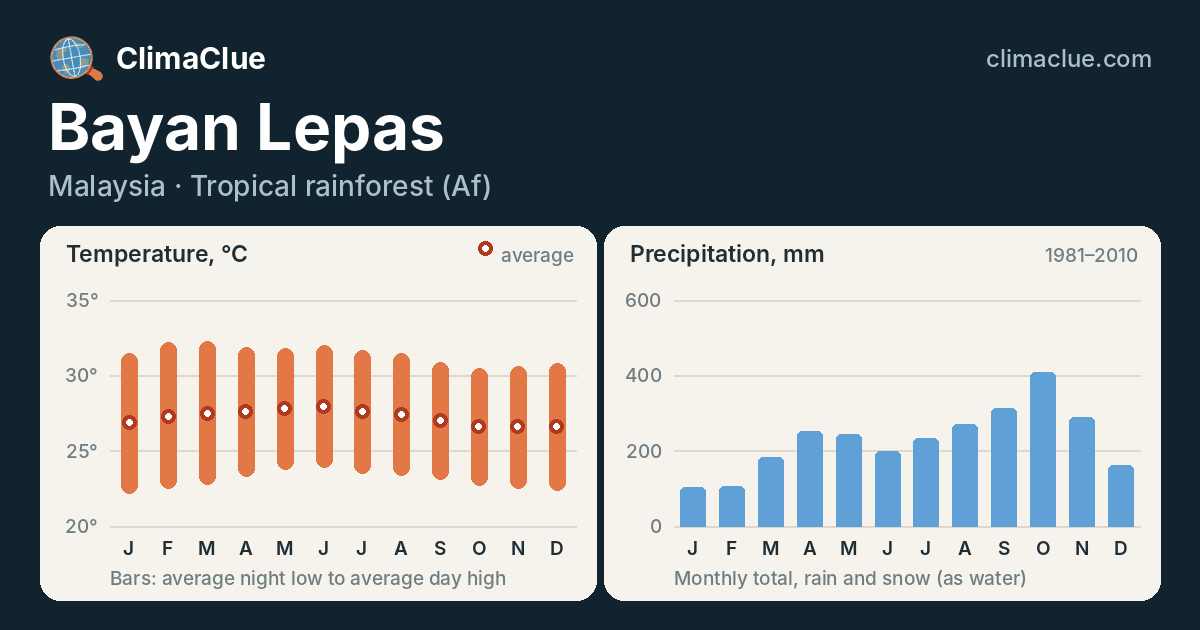 ClimaClue
climaclue.com
Bayan Lepas
Malaysia · Tropical rainforest (Af)
Temperature, °C
average
35°
30°
25°
20°
J F M A M J J A S O N D
Bars: average night low to average day high
Precipitation, mm
1981–2010
600
400
200
0
J F M A M J J A S O N D
Monthly total, rain and snow (as water)